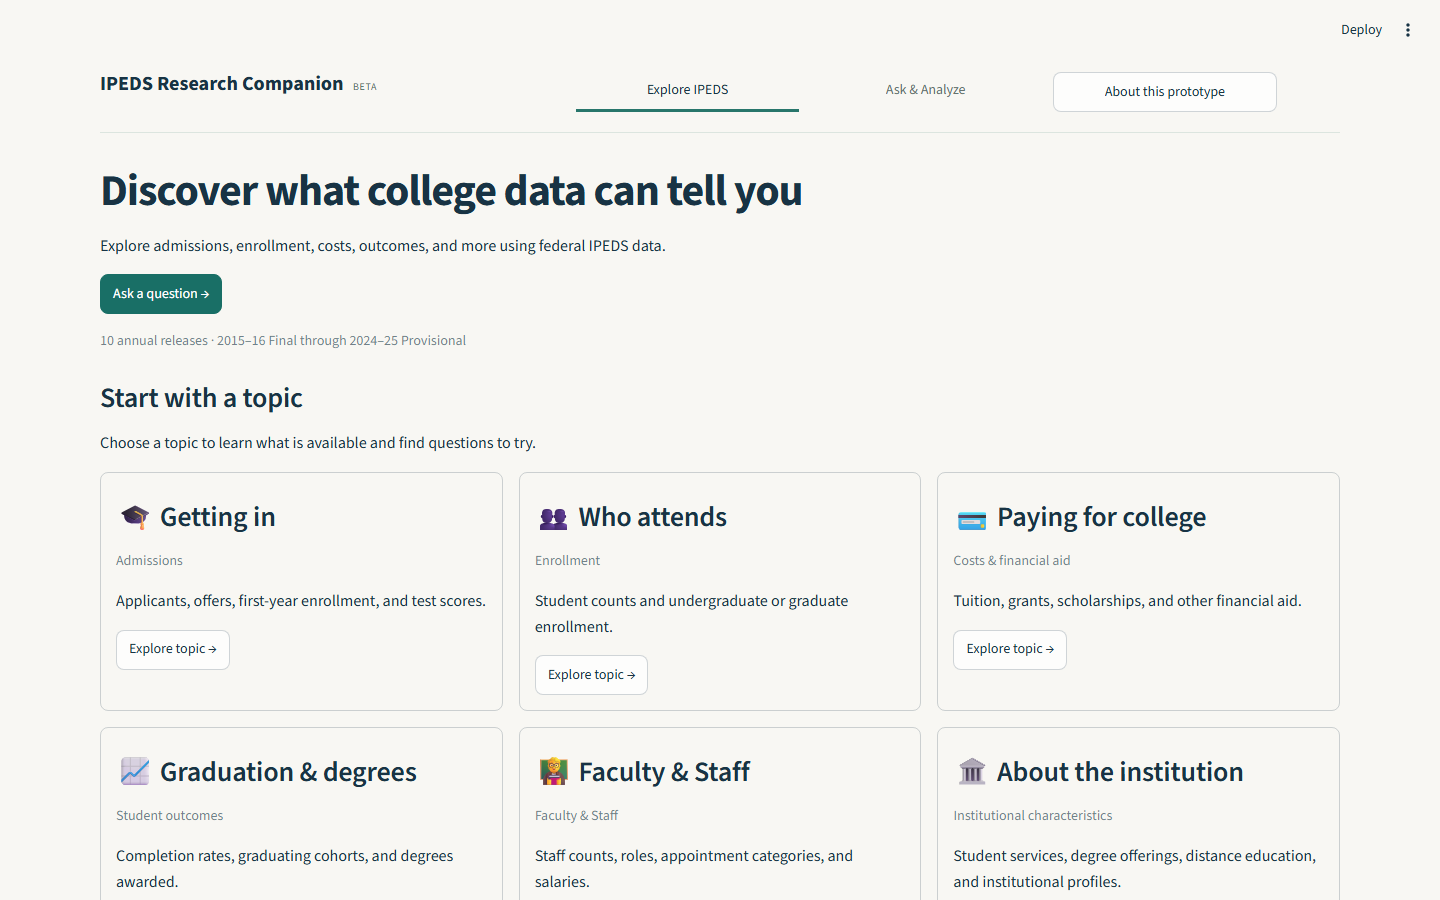 Deploy
IPEDS Research Companion BETA
Explore IPEDS
Ask & Analyze
About this prototype
Discover what college data can tell you
Explore admissions, enrollment, costs, outcomes, and more using federal IPEDS data.
Ask a question →
10 annual releases · 2015–16 Final through 2024–25 Provisional
Start with a topic
Choose a topic to learn what is available and find questions to try.
Getting in
Admissions
Applicants, offers, first-year enrollment, and test scores.
Explore topic →
Who attends
Enrollment
Student counts and undergraduate or graduate
enrollment.
Explore topic →
Paying for college
Costs & financial aid
Tuition, grants, scholarships, and other financial aid.
Explore topic →
Graduation & degrees
Student outcomes
Completion rates, graduating cohorts, and degrees
awarded.
Faculty & Staff
Faculty & Staff
Staff counts, roles, appointment categories, and
salaries.
About the institution
Institutional characteristics
Student services, degree offerings, distance education,
and institutional profiles.